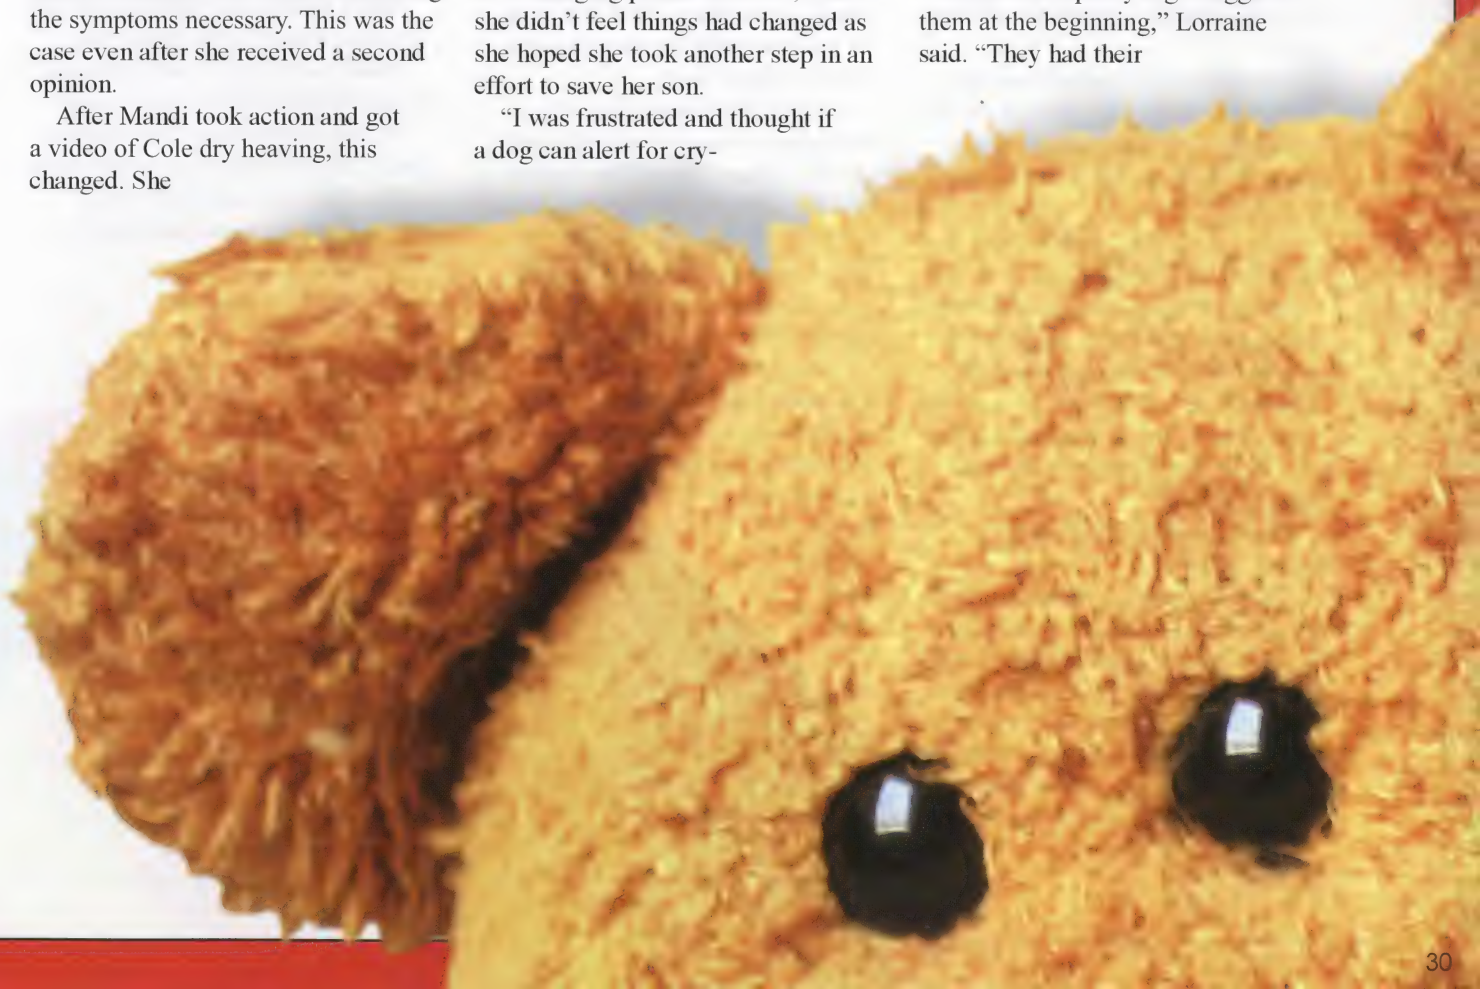 the symptoms necessary. This was the
case even after she received a second
opinion.
After Mandi took action and got
a video of Cole dry heaving, this
changed. She
she didn’t feel things had changed as
she hoped she took another step in an
effort to save her son.
“I was frustrated and thought if
a dog can alert for cry-
them at the beginning,” Lorraine
said. “They had their
30